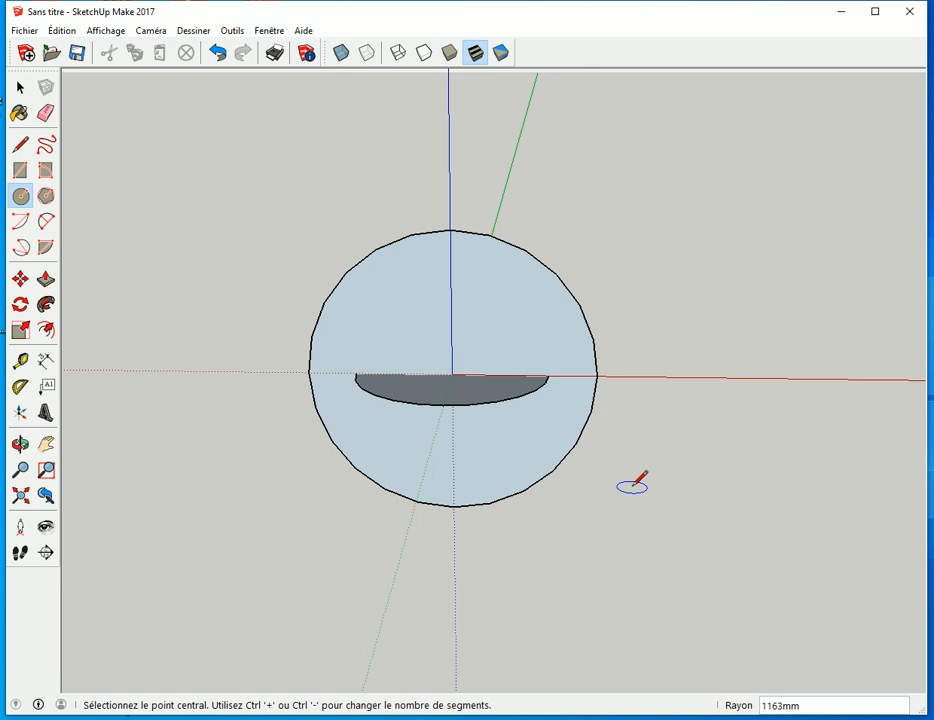 Sans titre - SketchUp Make 2017
Fichier Édition Affichage Caméra Dessiner Outils Fenêtre Aide
A1
Sélectionnez le point central. Utilisez Ctrl '+' ou Ctrl '-' pour changer le nombre de segments.
Rayon 1163mm